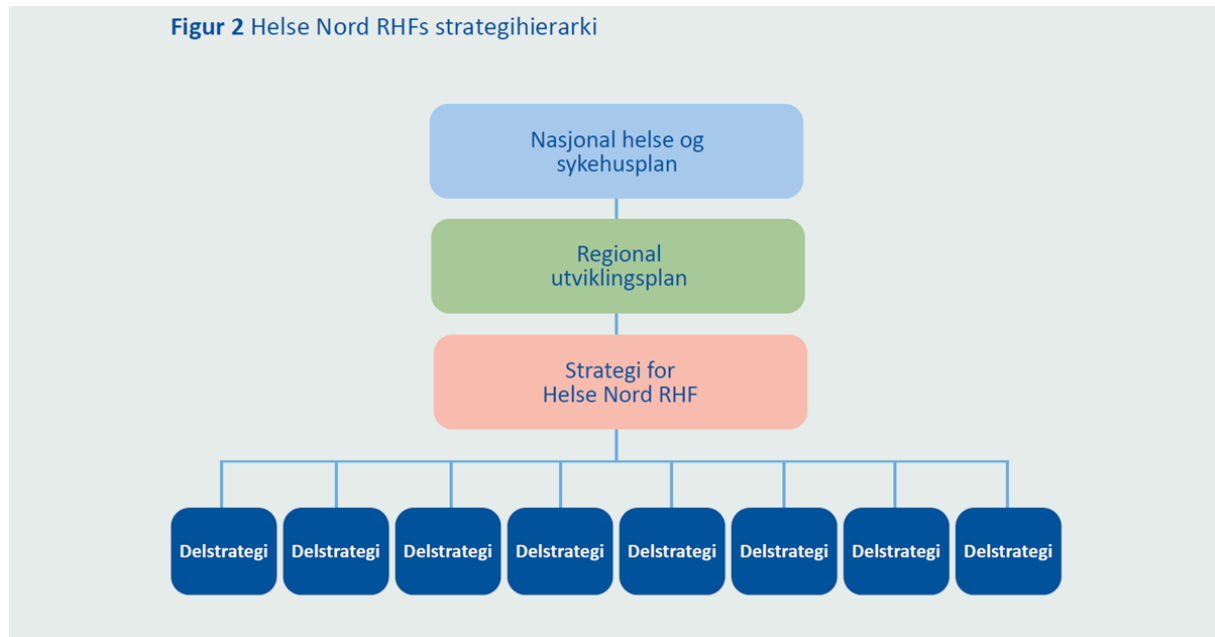 Figur 2 Helse Nord RHFs strategihierarki
Nasjonal helse og
sykehusplan
Regional
utviklingsplan
Strategi for
Helse Nord RHF
Delstrategi Delstrategi Delstrategi Delstrategi Delstrategi Delstrategi Delstrategi Delstrategi